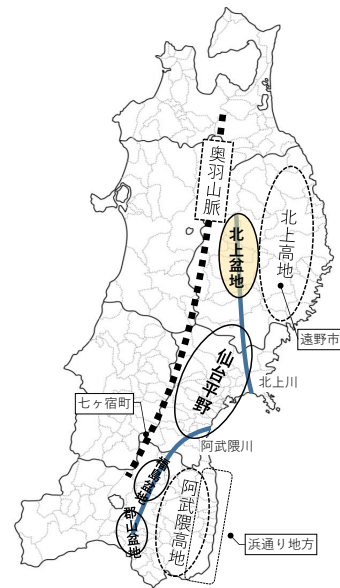 奥羽山脈
北上盆地
北上高地
遠野市
仙台平野
北上川
七ヶ宿町
阿武隈川
福島盆地
阿武隈高地
郡山盆地
浜通り地方